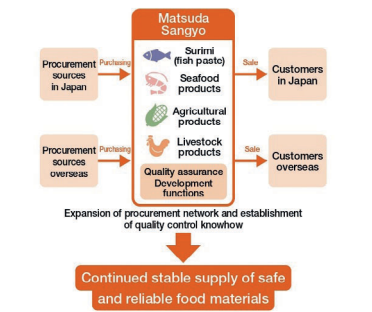 Matsuda
Sangyo
Procurement
sources
in Japan
Purchasing
Surimi
(fish paste)
Seafood
products
Agricultural
products
Livestock
products
Sale
Customers
in Japan
Procurement
sources
overseas
Purchasing
Sale
Customers
overseas
Quality assurance
Development
functions
Expansion of procurement network and establishment
of quality control knowhow
Continued stable supply of safe
and reliable food materials